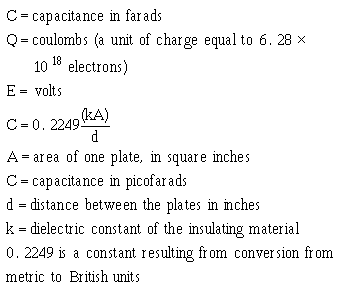 C = capacitance in farads
Q = coulombs (a unit of charge equal to 6. 28 ×
10 18 electrons)
E = volts
C = 0. 2249 (kA)
d
A = area of one plate, in square inches
C = capacitance in picofarads
d = distance between the plates in inches
k = dielectric constant of the insulating material
0. 2249 is a constant resulting from conversion from
metric to British units